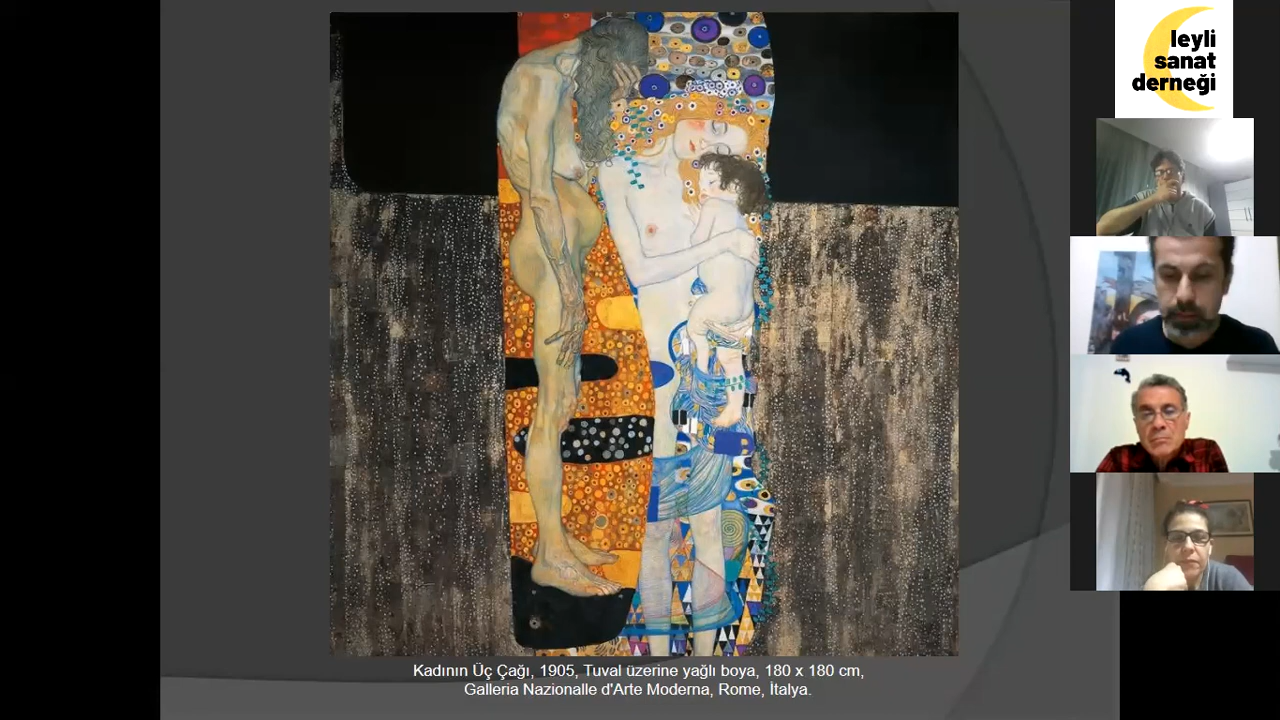 leyli
sanat
derneği
Kadının Üç Çağı, 1905, Tuval üzerine yağlı boya, 180 x 180 cm,
Galleria Nazionalle d'Arte Moderna, Rome, İtalya.